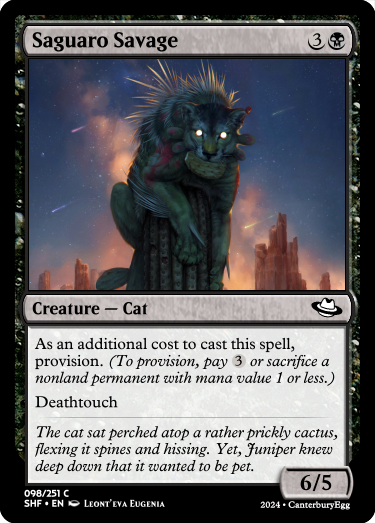 Saguaro Savage 3
Creature — Cat
As an additional cost to cast this spell,
provision. (To provision, pay 3 or sacrifice a
nonland permanent with mana value 1 or less.)
Deathtouch
The cat sat perched atop a rather prickly cactus,
flexing it spines and hissing. Yet, Juniper knew
deep down that it wanted to be pet.
6/5
098/251 C
SHF • EN Leont'eva Eugenia
2024 • CanterburyEgg